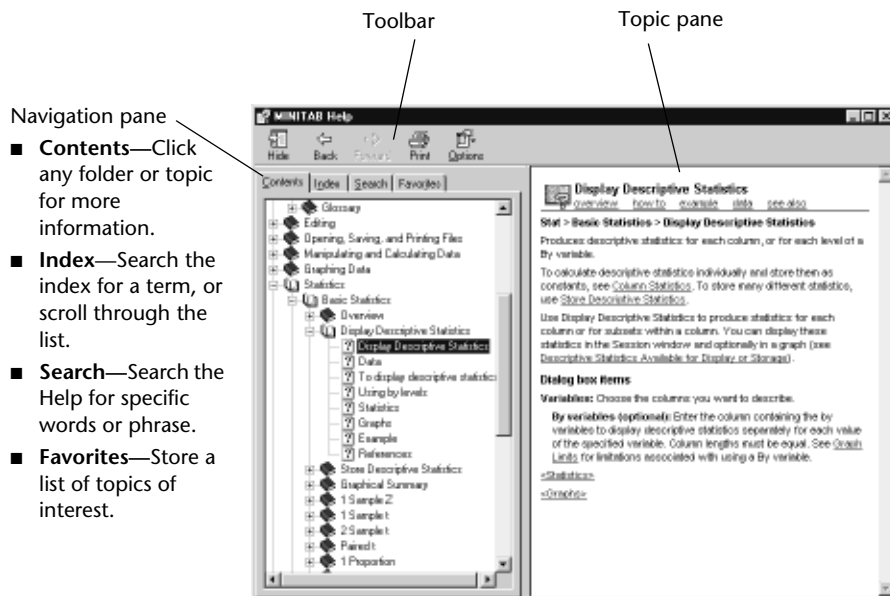 Toolbar
Topic pane
Navigation pane
■ Contents—Click
any folder or topic
for more
information.
■ Index—Search the
index for a term, or
scroll through the
list.
■ Search—Search the
Help for specific
words or phrase.
■ Favorites—Store a
list of topics of
interest.
MINITAB Help
Hide Back Forward Print Options
Contents Index Search Favorites
Glossary
Editing
Opening, Saving, and Printing Files
Manipulating and Calculating Data
Graphing Data
Statistics
Basic Statistics
Overview
Display Descriptive Statistics
Display Descriptive Statistics
Data
To display descriptive statistics
Using by levels
Statistics
Graphs
Example
References
Store Descriptive Statistics
Graphical Summary
1 Sample Z
1 Sample t
2 Sample t
Paired t
1 Proportion
Display Descriptive Statistics
overview how to example data see also
Stat > Basic Statistics > Display Descriptive Statistics
Produces descriptive statistics for each column, or for each level of a
By variable.
To calculate descriptive statistics individually and store them as
constants, see Column Statistics. To store many different statistics,
use Store Descriptive Statistics.
Use Display Descriptive Statistics to produce statistics for each
column or for subsets within a column. You can display these
statistics in the Session window and optionally in a graph (see
Descriptive Statistics Available for Display or Storage).
Dialog box items
Variables: Choose the columns you want to describe.
By variables (optional): Enter the column containing the by
variables to display descriptive statistics separately for each value
of the specified variable. Column lengths must be equal. See Graph
Limits for limitations associated with using a By variable.
<Statistics>
<Graphs>